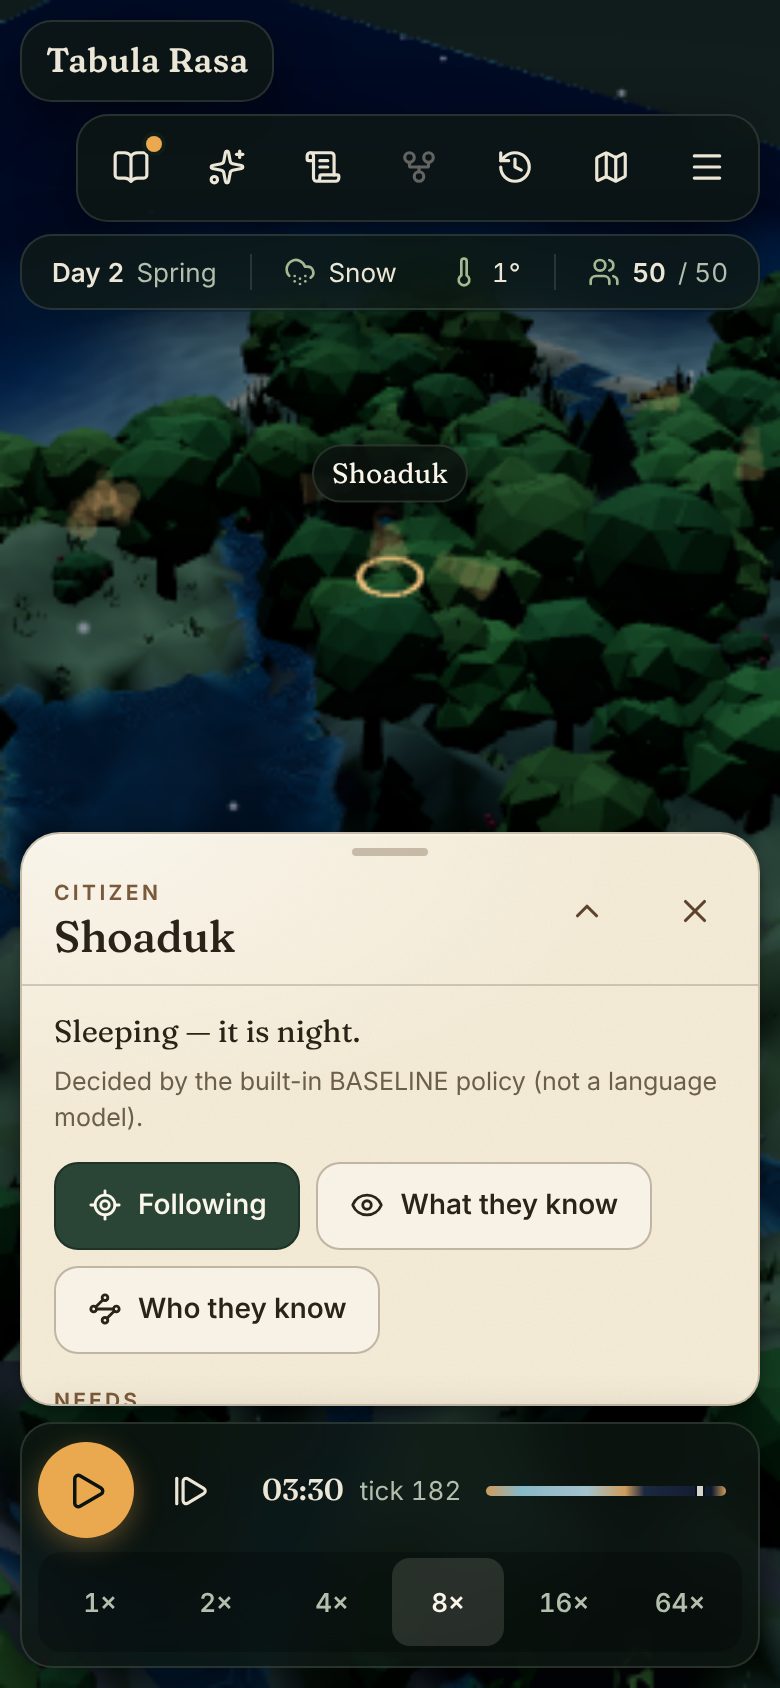 Tabula Rasa
Day 2 Spring Snow 1° 50 / 50
Shoaduk
CITIZEN
Shoaduk
Sleeping — it is night.
Decided by the built-in BASELINE policy (not a language
model).
Following What they know
Who they know
NEEDS
03:30 tick 182
1× 2× 4× 8× 16× 64×